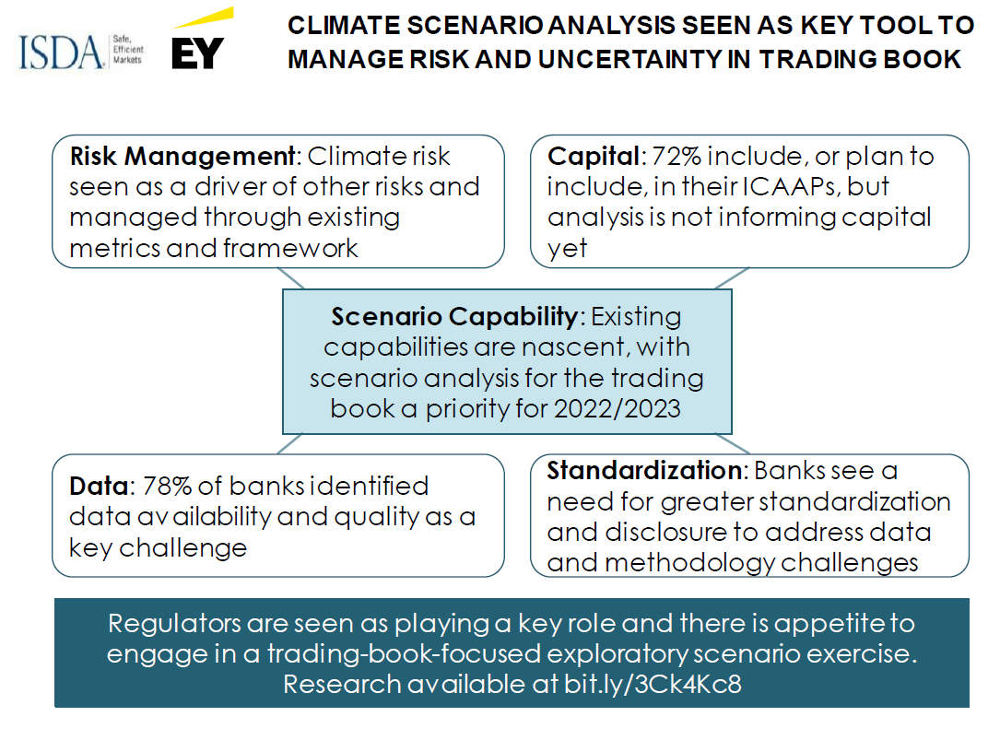 ISDA®
Safe,
Efficient
Markets
EY
CLIMATE SCENARIO ANALYSIS SEEN AS KEY TOOL TO
MANAGE RISK AND UNCERTAINTY IN TRADING BOOK
Risk Management: Climate risk
seen as a driver of other risks and
managed through existing
metrics and framework
Capital: 72% include, or plan to
include, in their ICAAPs, but
analysis is not informing capital
yet
Scenario Capability: Existing
capabilities are nascent, with
scenario analysis for the trading
book a priority for 2022/2023
Data: 78% of banks identified
data availability and quality as a
key challenge
Standardization: Banks see a
need for greater standardization
and disclosure to address data
and methodology challenges
Regulators are seen as playing a key role and there is appetite to
engage in a trading-book-focused exploratory scenario exercise.
Research available at bit.ly/3Ck4Kc8